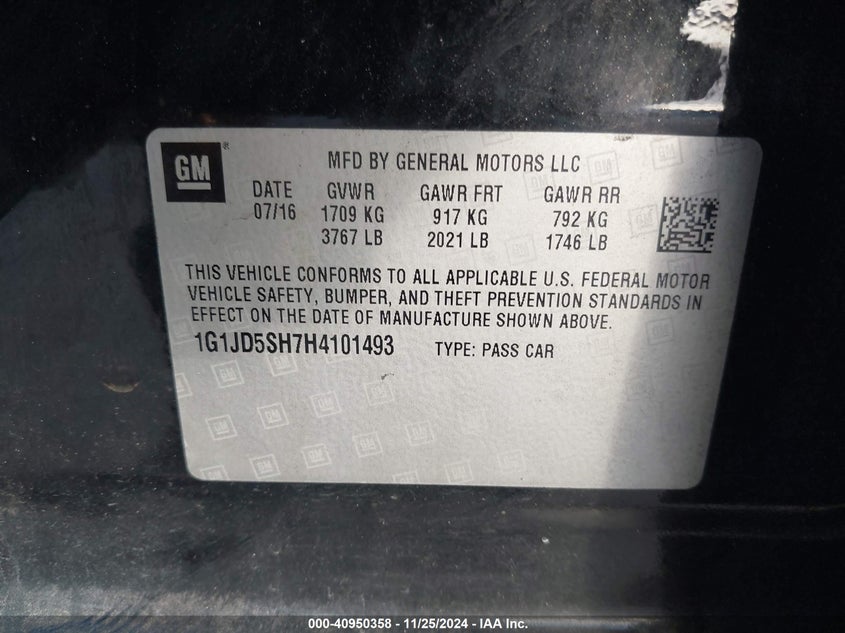 GM
MFD BY GENERAL MOTORS LLC
DATE GVWR GAWR FRT GAWR RR
07/16 1709 KG 917 KG 792 KG
3767 LB 2021 LB 1746 LB
THIS VEHICLE CONFORMS TO ALL APPLICABLE U.S. FEDERAL MOTOR
VEHICLE SAFETY, BUMPER, AND THEFT PREVENTION STANDARDS IN
EFFECT ON THE DATE OF MANUFACTURE SHOWN ABOVE.
1G1JD5SH7H4101493 TYPE: PASS CAR
000-40950358 - 11/25/2024 - IAA Inc.